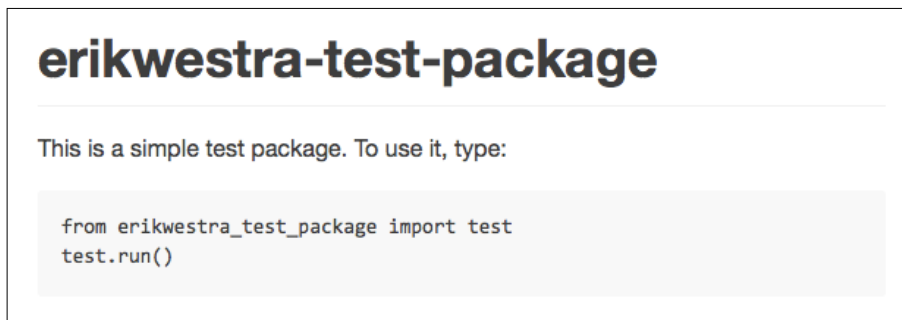 erikwestra-test-package
This is a simple test package. To use it, type:
from erikwestra_test_package import test
test.run()